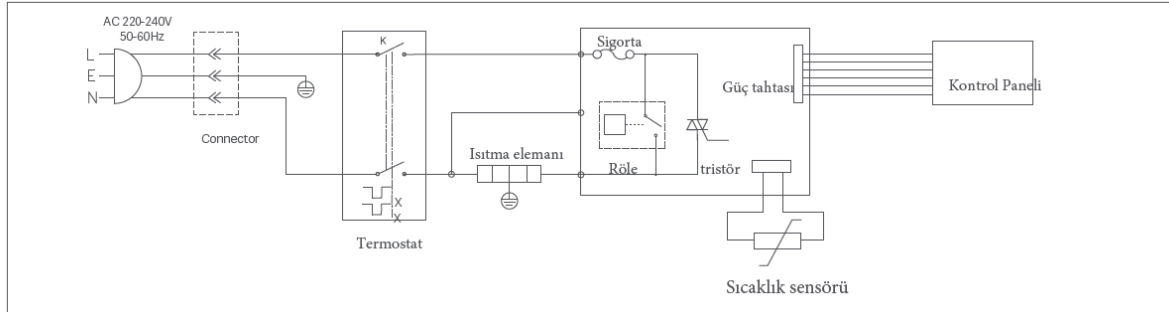 AC 220-240V
50-60Hz
L
E
N
Connector
K
X
X
Termostat
Isıtma elemanı
Sigorta
Röle
tristör
Güç tahtası
Kontrol Paneli
Sıcaklık sensörü